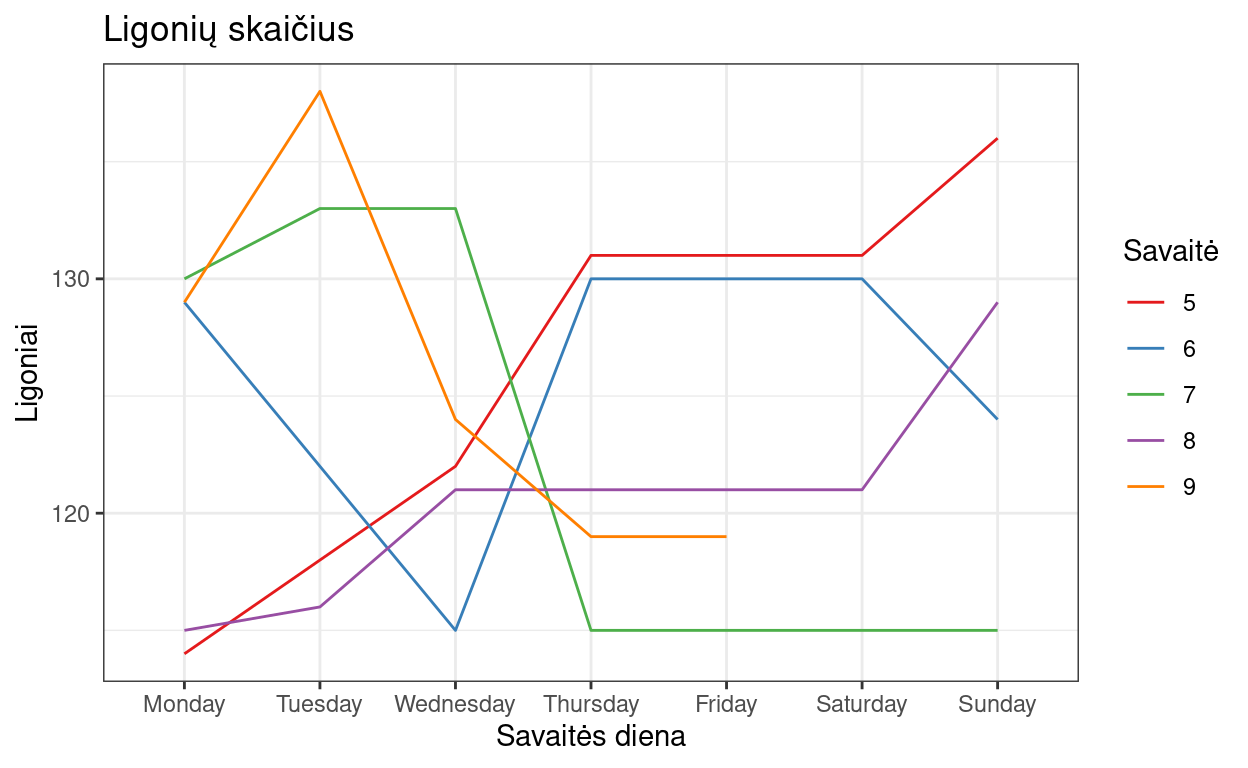 Ligonių skaičius
Ligoniai
130
120
Monday Tuesday Wednesday Thursday Friday Saturday Sunday
Savaitės diena
Savaitė
5
6
7
8
9